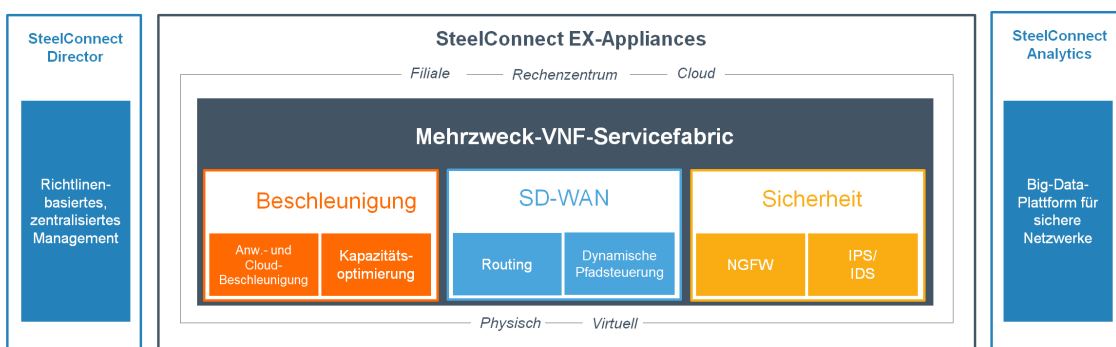 SteelConnect
Director
Richtlinen-
basiertes,
zentralisiertes
Management
SteelConnect EX-Appliances
Filiale Rechenzentrum Cloud
Mehrzweck-VNF-Servicefabric
Beschleunigung
Anw.- und
Cloud-
Beschleunigung
Kapazitäts-
optimierung
SD-WAN
Routing
Dynamische
Pfadsteuerung
Sicherheit
NGFW
IPS/
IDS
Physisch Virtuell
SteelConnect
Analytics
Big-Data-
Plattform für
sichere
Netzwerke